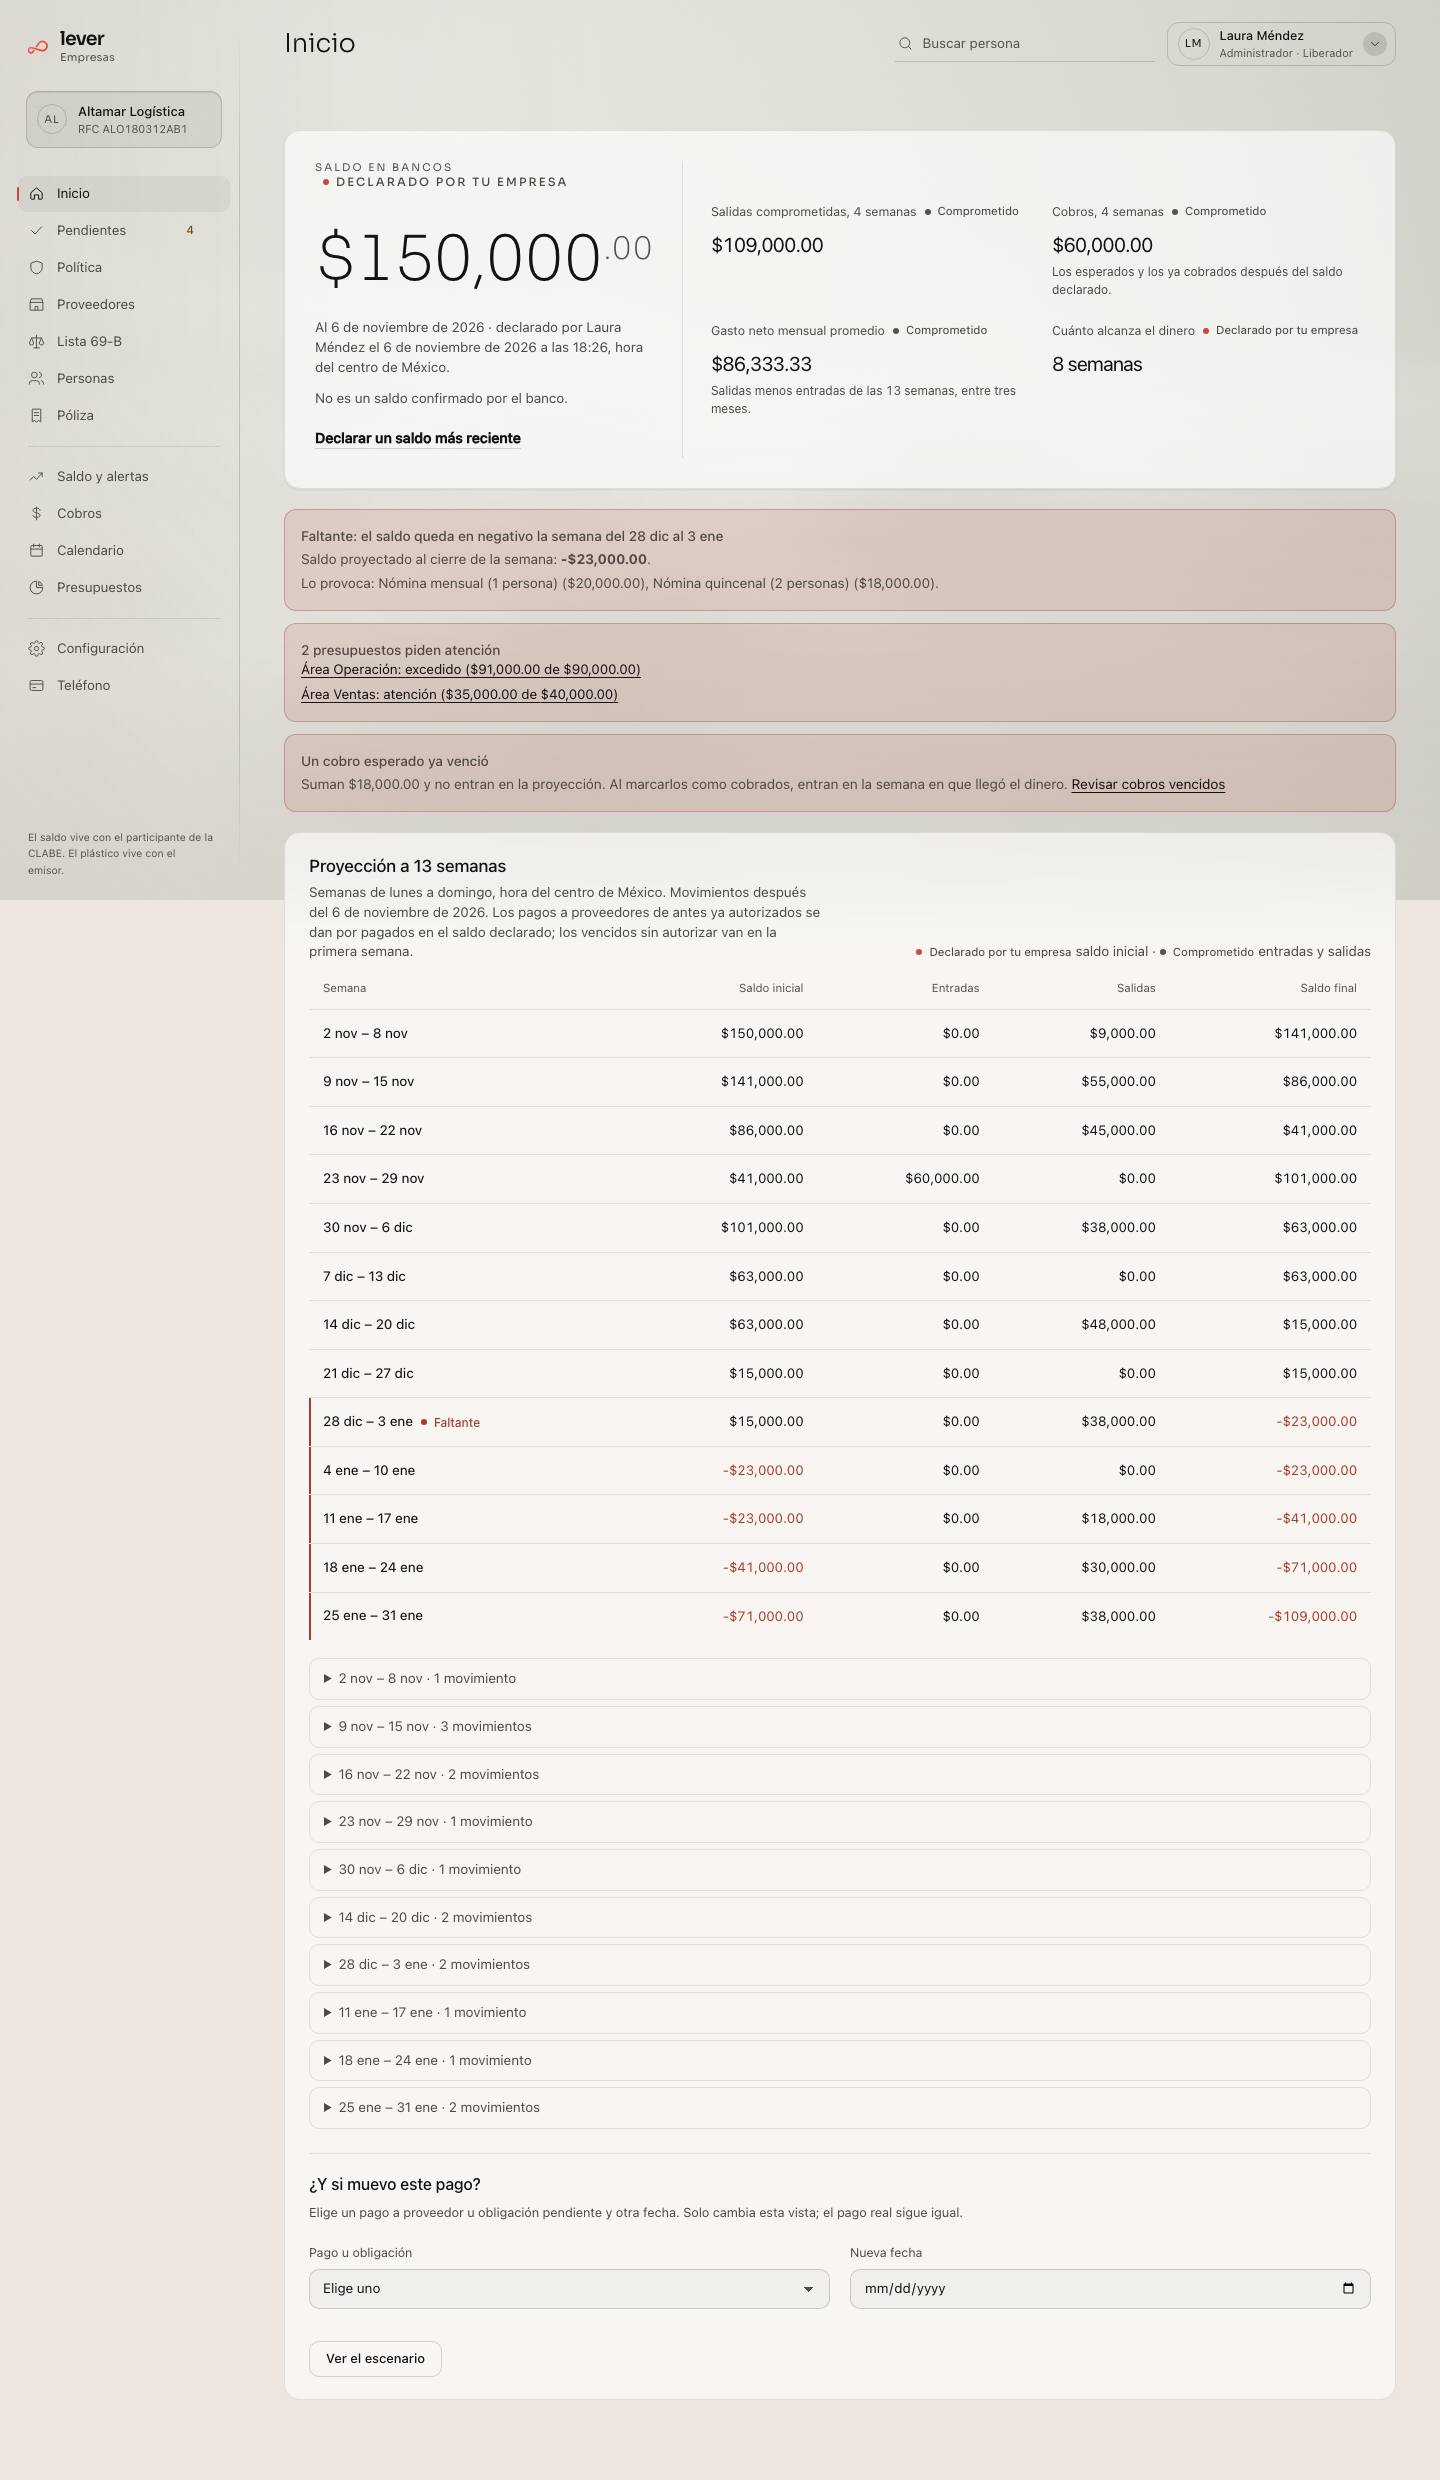 lever
Empresas
AL
Altamar Logística
RFC ALO180312AB1
Inicio
Pendientes 4
Política
Proveedores
Lista 69-B
Personas
Póliza
Saldo y alertas
Cobros
Calendario
Presupuestos
Configuración
Teléfono
El saldo vive con el participante de la
CLABE. El plástico vive con el
emisor.
Inicio
Buscar persona
LM
Laura Méndez
Administrador · Liberador
SALDO EN BANCOS
DECLARADO POR TU EMPRESA
$150,000.00
Al 6 de noviembre de 2026 · declarado por Laura
Méndez el 6 de noviembre de 2026 a las 18:26, hora
del centro de México.
No es un saldo confirmado por el banco.
Declarar un saldo más reciente
Salidas comprometidas, 4 semanas Comprometido
$109,000.00
Cobros, 4 semanas Comprometido
$60,000.00
Los esperados y los ya cobrados después del saldo
declarado.
Gasto neto mensual promedio Comprometido
$86,333.33
Salidas menos entradas de las 13 semanas, entre tres
meses.
Cuánto alcanza el dinero Declarado por tu empresa
8 semanas
Faltante: el saldo queda en negativo la semana del 28 dic al 3 ene
Saldo proyectado al cierre de la semana: -$23,000.00.
Lo provoca: Nómina mensual (1 persona) ($20,000.00), Nómina quincenal (2 personas) ($18,000.00).
2 presupuestos piden atención
Área Operación: excedido ($91,000.00 de $90,000.00)
Área Ventas: atención ($35,000.00 de $40,000.00)
Un cobro esperado ya venció
Suman $18,000.00 y no entran en la proyección. Al marcarlos como cobrados, entran en la semana en que llegó el dinero. Revisar cobros vencidos
Proyección a 13 semanas
Semanas de lunes a domingo, hora del centro de México. Movimientos después
del 6 de noviembre de 2026. Los pagos a proveedores de antes ya autorizados se
dan por pagados en el saldo declarado; los vencidos sin autorizar van en la
primera semana.
Declarado por tu empresa saldo inicial · Comprometido entradas y salidas
Semana Saldo inicial Entradas Salidas Saldo final
2 nov – 8 nov $150,000.00 $0.00 $9,000.00 $141,000.00
9 nov – 15 nov $141,000.00 $0.00 $55,000.00 $86,000.00
16 nov – 22 nov $86,000.00 $0.00 $45,000.00 $41,000.00
23 nov – 29 nov $41,000.00 $60,000.00 $0.00 $101,000.00
30 nov – 6 dic $101,000.00 $0.00 $38,000.00 $63,000.00
7 dic – 13 dic $63,000.00 $0.00 $0.00 $63,000.00
14 dic – 20 dic $63,000.00 $0.00 $48,000.00 $15,000.00
21 dic – 27 dic $15,000.00 $0.00 $0.00 $15,000.00
28 dic – 3 ene Faltante $15,000.00 $0.00 $38,000.00 -$23,000.00
4 ene – 10 ene -$23,000.00 $0.00 $0.00 -$23,000.00
11 ene – 17 ene -$23,000.00 $0.00 $18,000.00 -$41,000.00
18 ene – 24 ene -$41,000.00 $0.00 $30,000.00 -$71,000.00
25 ene – 31 ene -$71,000.00 $0.00 $38,000.00 -$109,000.00
2 nov – 8 nov · 1 movimiento
9 nov – 15 nov · 3 movimientos
16 nov – 22 nov · 2 movimientos
23 nov – 29 nov · 1 movimiento
30 nov – 6 dic · 1 movimiento
14 dic – 20 dic · 2 movimientos
28 dic – 3 ene · 2 movimientos
11 ene – 17 ene · 1 movimiento
18 ene – 24 ene · 1 movimiento
25 ene – 31 ene · 2 movimientos
¿Y si muevo este pago?
Elige un pago a proveedor u obligación pendiente y otra fecha. Solo cambia esta vista; el pago real sigue igual.
Pago u obligación
Elige uno
Nueva fecha
mm/dd/yyyy
Ver el escenario